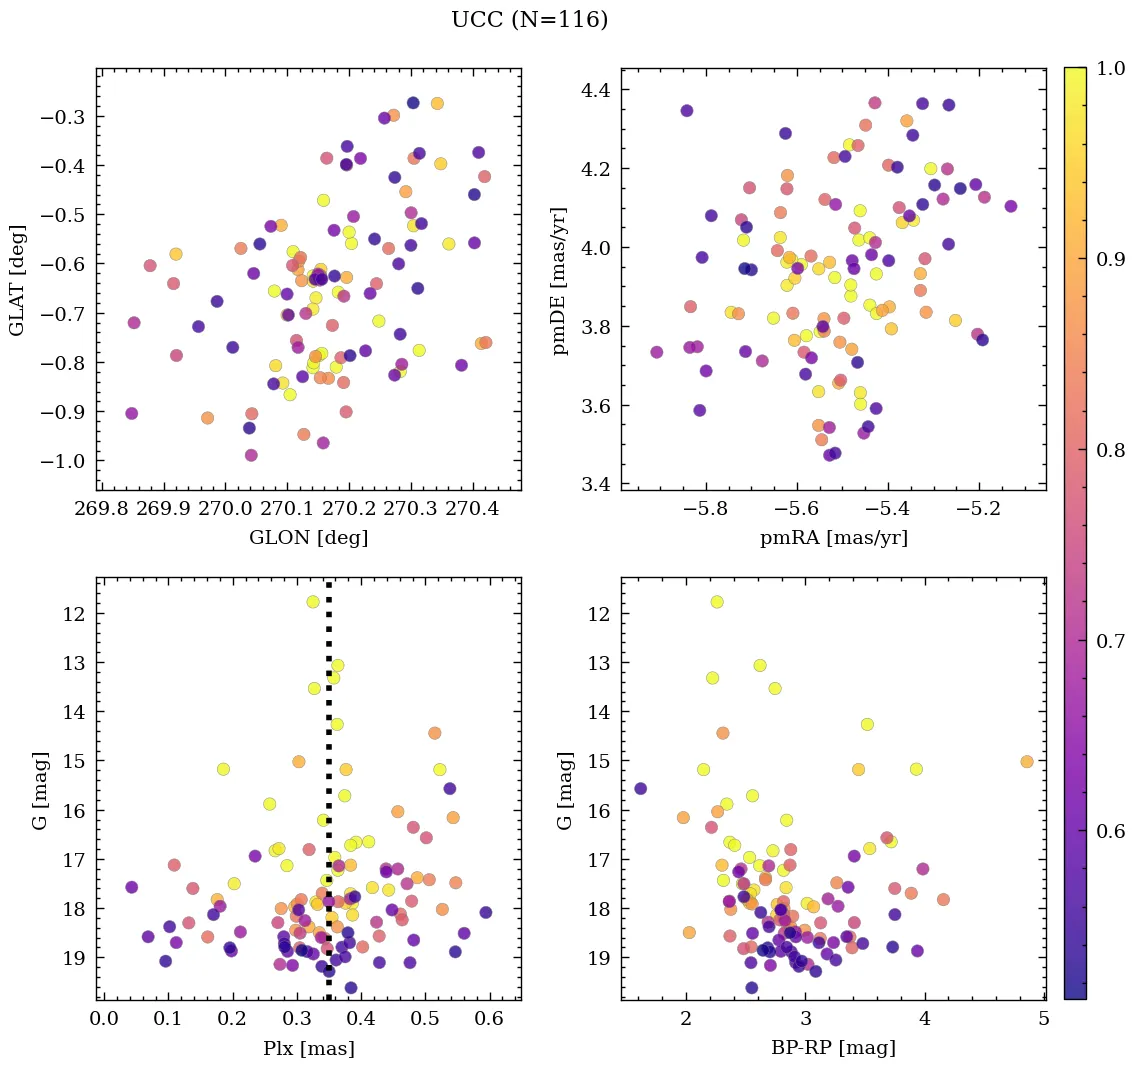 UCC (N=116)
−0.3
−0.4
−0.5
−0.6
−0.7
−0.8
−0.9
−1.0
GLAT [deg]
269.8 269.9 270.0 270.1 270.2 270.3 270.4
GLON [deg]
4.4
4.2
4.0
3.8
3.6
3.4
pmDE [mas/yr]
−5.8 −5.6 −5.4 −5.2
pmRA [mas/yr]
1.0
0.9
0.8
0.7
0.6
12
13
14
15
16
17
18
19
G [mag]
0.0 0.1 0.2 0.3 0.4 0.5 0.6
Plx [mas]
12
13
14
15
16
17
18
19
G [mag]
2 3 4 5
BP-RP [mag]